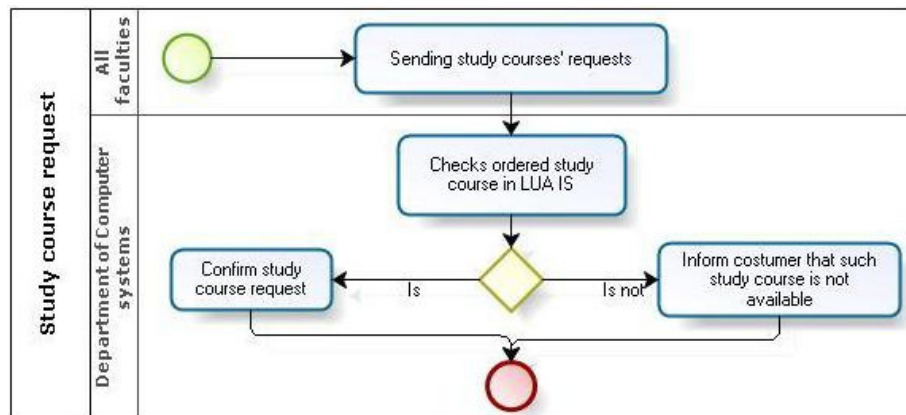 Study course request
All
faculties
Sending study courses' requests
Department of Computer
systems
Checks ordered study
course in LUA IS
Confirm study
course request
Is
Is not
Inform costumer that such
study course is not
available